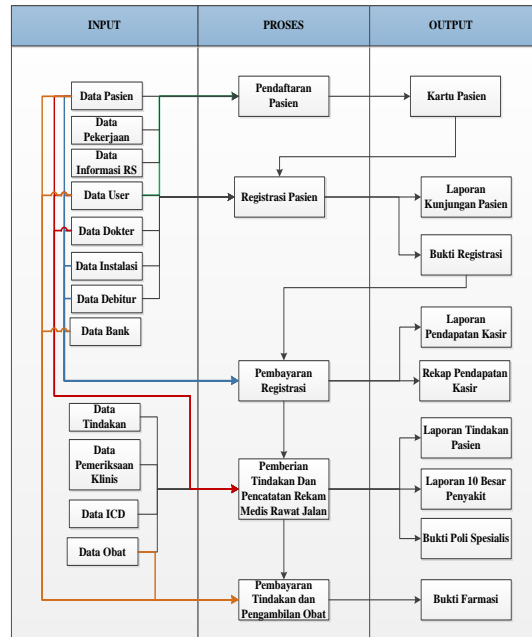 INPUT
PROSES
OUTPUT
Data Pasien
Data
Pekerjaan
Data
Informasi RS
Data User
Data Dokter
Data Instalasi
Data Debitur
Data Bank
Data
Tindakan
Data
Pemeriksaan
Klinis
Data ICD
Data Obat
Pendaftaran
Pasien
Registrasi Pasien
Pembayaran
Registrasi
Pemberian
Tindakan Dan
Pencatatan Rekam
Medis Rawat Jalan
Pembayaran
Tindakan dan
Pengambilan Obat
Kartu Pasien
Laporan
Kunjungan Pasien
Bukti Registrasi
Laporan
Pendapatan Kasir
Rekap Pendapatan
Kasir
Laporan Tindakan
Pasien
Laporan 10 Besar
Penyakit
Bukti Poli Spesialis
Bukti Farmasi